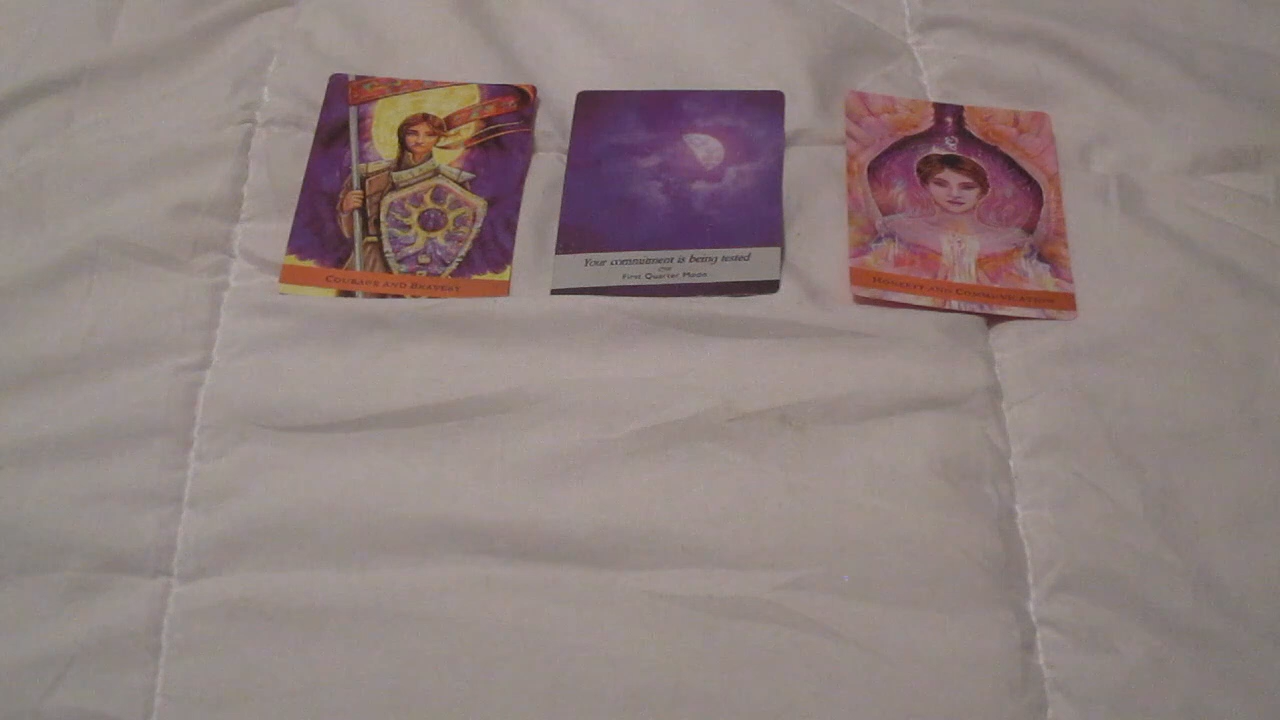 COURAGE AND BRAVERY
Your commitment is being tested
First Quarter Moon
HONESTY AND COMMUNICATION